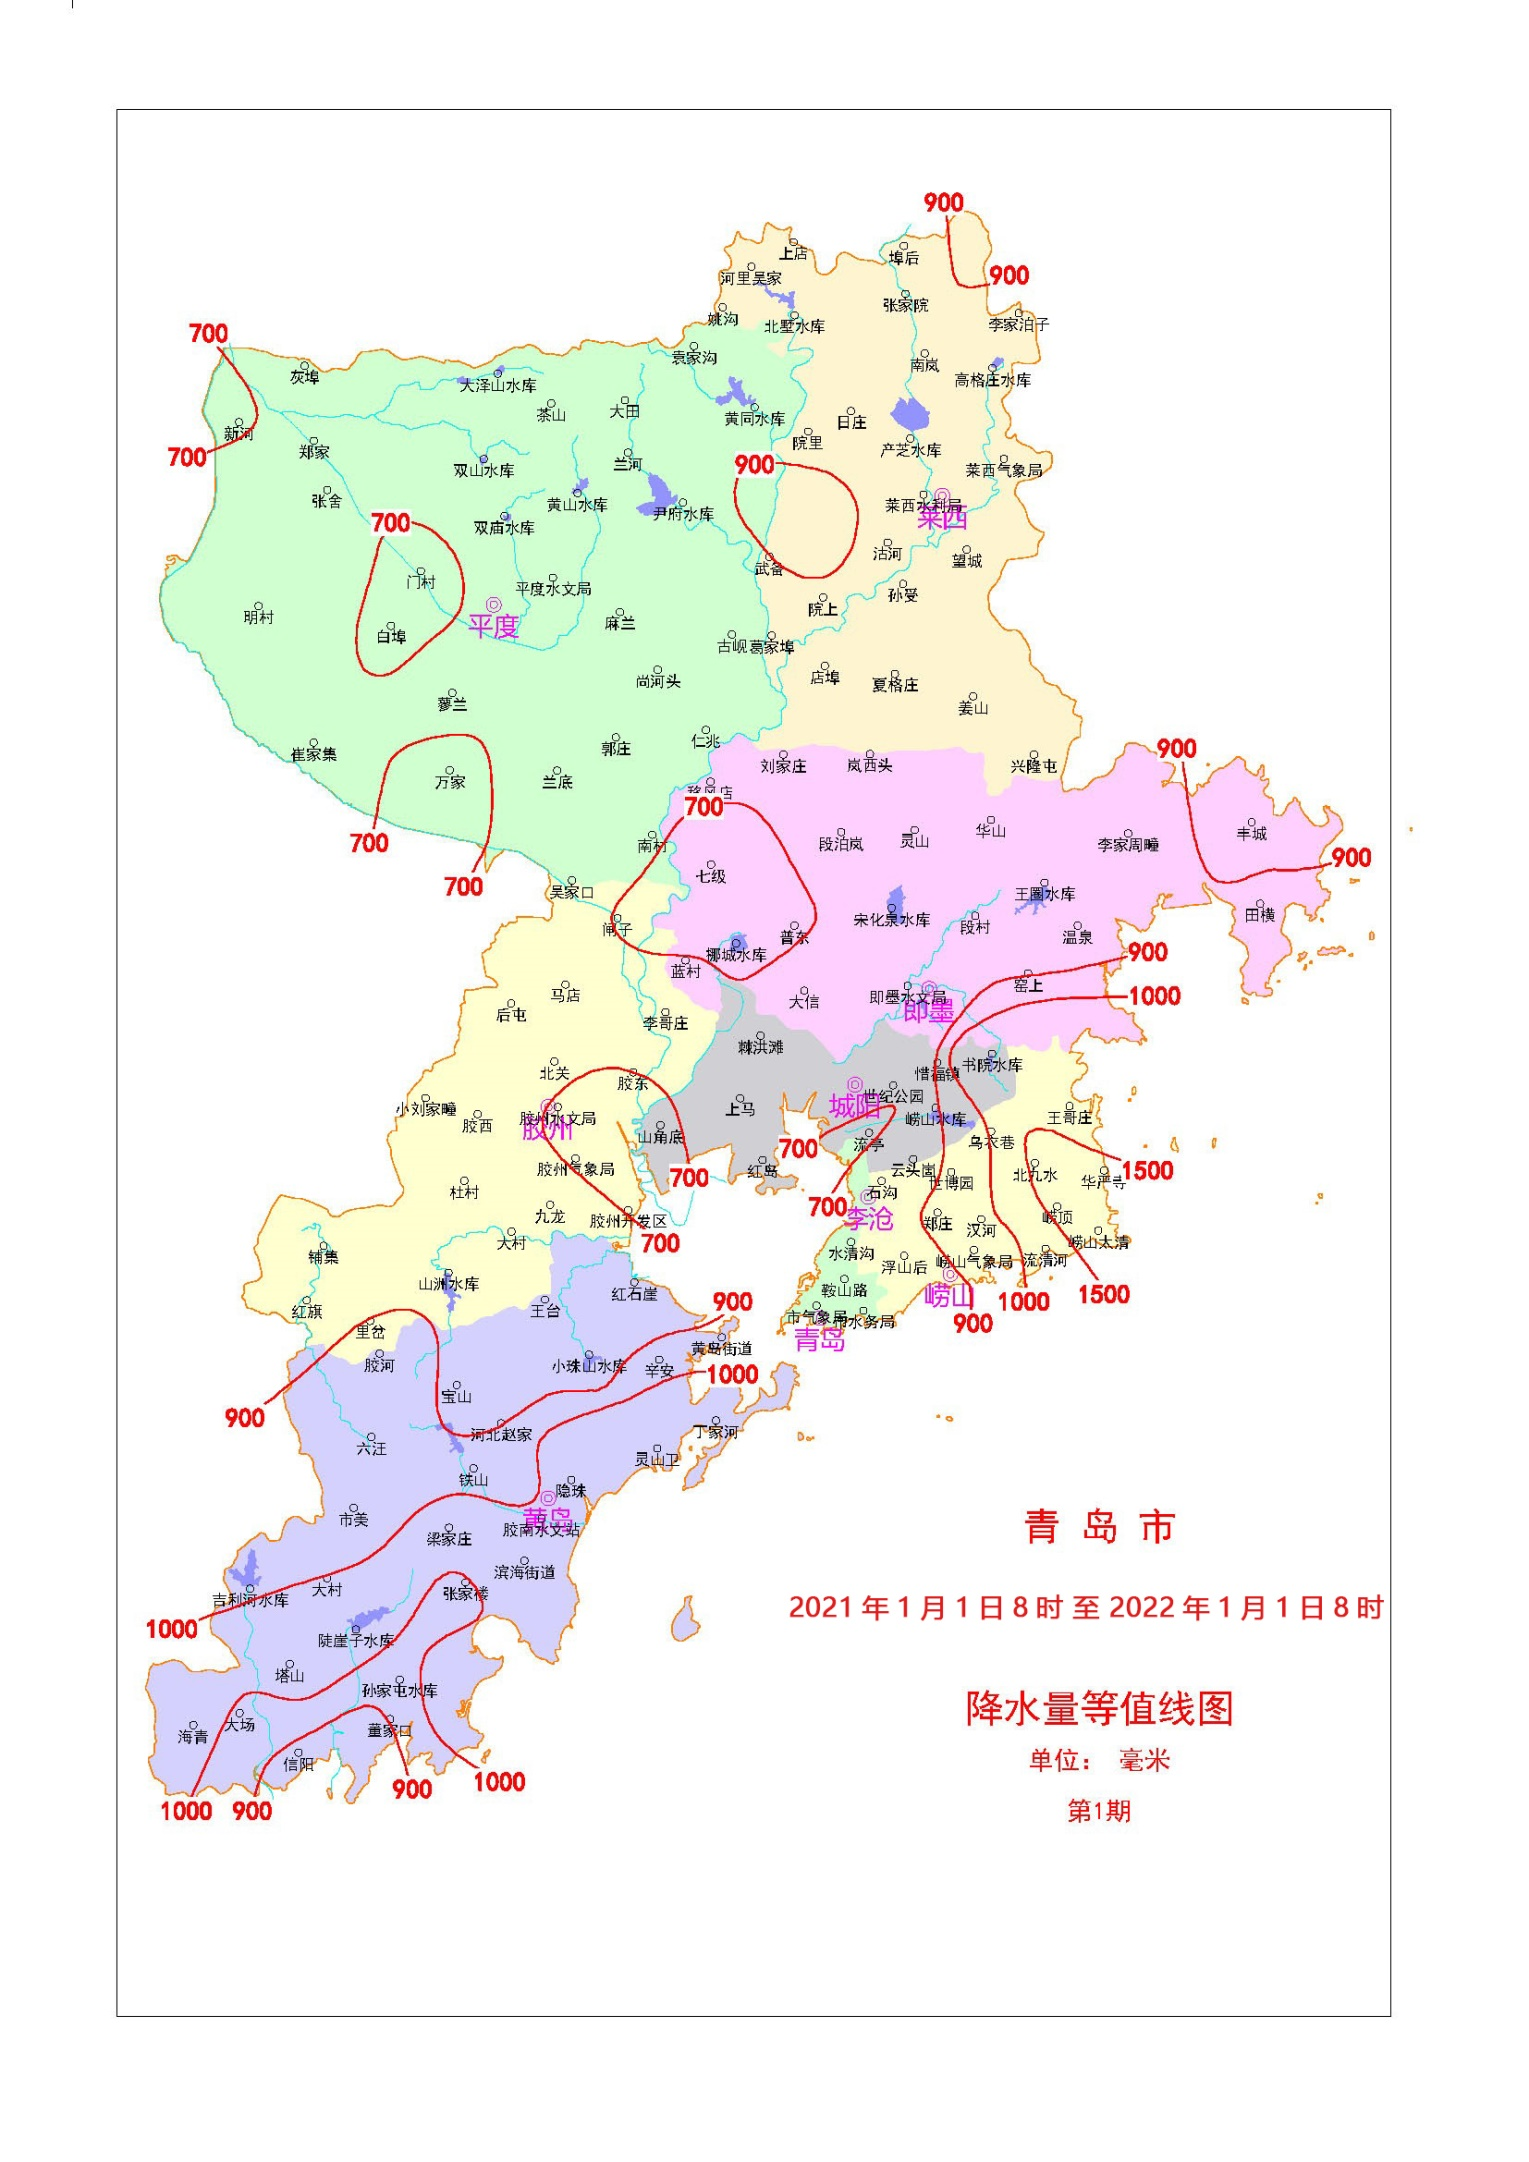 900
上店
埠后
河里吴家
900
张家院
姚沟
北墅水库
李家泊子
700
袁家沟
南岚
灰埠
大泽山水库
高格庄水库
茶山
大田
黄同水库
日庄
新河
院里
郑家
产芝水库
700
双山水库
兰河
900
莱西气象局
张舍
黄山水库
尹府水库
莱西水利局
莱西
700
双庙水库
沽河
望城
门村
武备
平度水文局
孙受
明村
院上
平度
麻兰
白埠
古岘
葛家埠
尚河头
店埠
夏格庄
蓼兰
姜山
崔家集
郭庄
仁兆
900
万家
兰底
刘家庄
岚西头
兴隆屯
移风店
700
700
南村
段泊岚
灵山
华山
李家周疃
丰城
900
700
七级
吴家口
王圈水库
闸子
宋化泉水库
段村
田横
普东
温泉
挪城水库
900
蓝村
窑上
马店
大信
即墨水文局
即墨
1000
后屯
李哥庄
棘洪滩
北关
胶东
惜福镇
书院水库
小刘家疃
城阳
世纪公园
胶西
胶州水文局
胶州
上马
崂山水库
王哥庄
山角底
700
流亭
乌衣巷
胶州气象局
700
红岛
云头崮
世博园
北九水
1500
华严寺
杜村
700
石沟
李沧
九龙
胶州开发区
郑庄
汉河
崂顶
大村
700
崂山太清
铺集
水清沟
浮山后
崂山气象局
流清河
山洲水库
鞍山路
崂山
1000
1500
红旗
王台
红石崖
900
市气象局
市水务局
900
里岔
青岛
胶河
小珠山水库
辛安
黄岛街道
1000
宝山
900
河北赵家
丁家河
六汪
灵山卫
铁山
隐珠
市美
黄岛
胶南水文站
青岛市
梁家庄
滨海街道
吉利河水库
大村
张家楼
2021年1月1日8时至2022年1月1日8时
1000
陡崖子水库
塔山
孙家屯水库
降水量等值线图
海青
大场
董家口
信阳
单位： 毫米
1000
900
900
1000
第1期